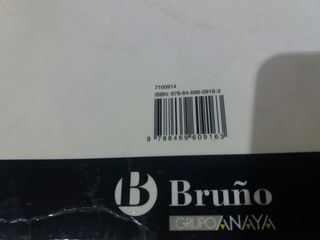 7100914
ISBN: 978-84-696-0916-3
9 788469 609163
B Bruño
GRUPO ANAYA